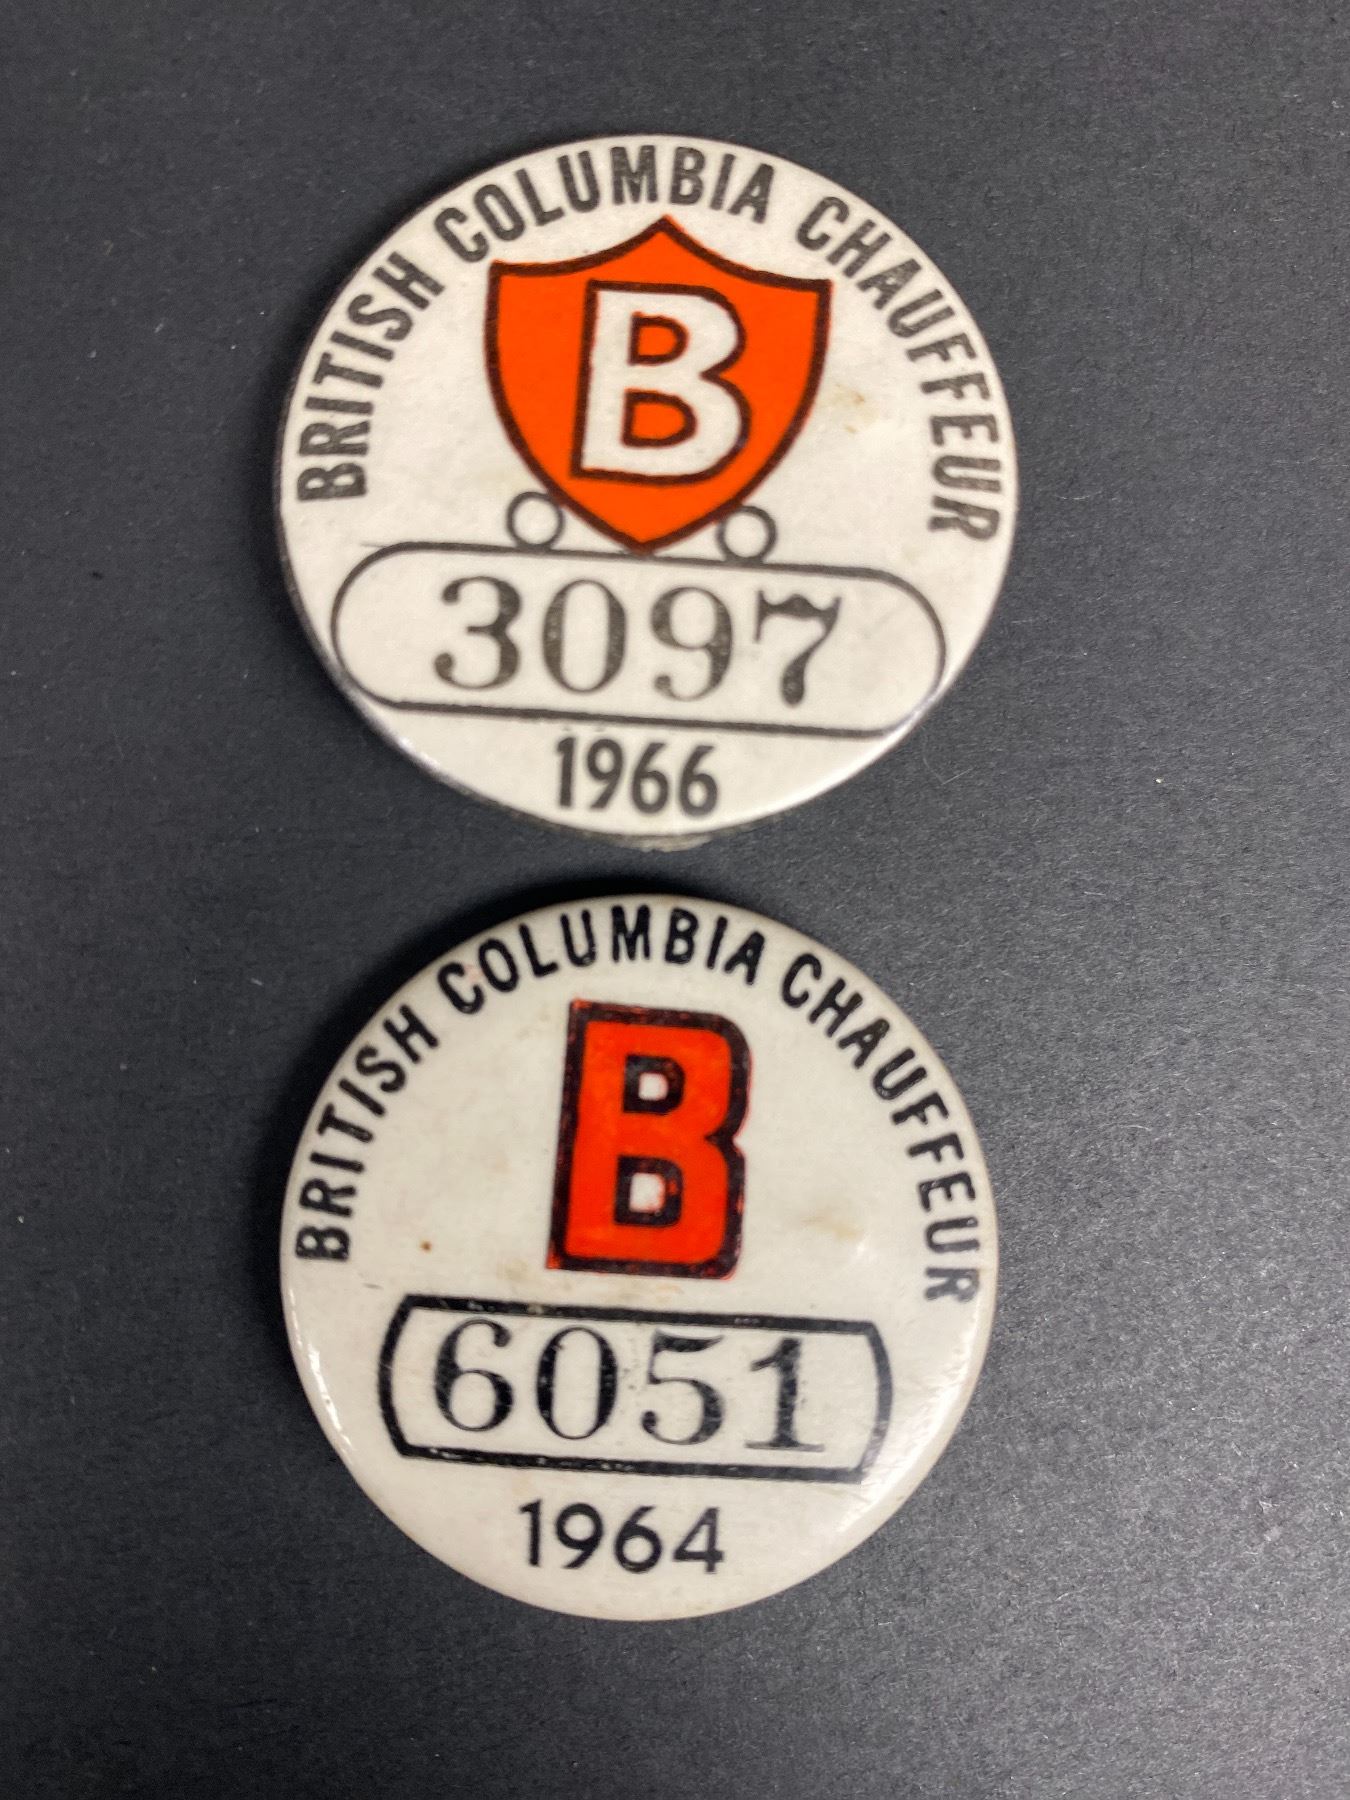 BRITISH COLUMBIA CHAUFFEUR
B
3097
1966
BRITISH COLUMBIA CHAUFFEUR
B
6051
1964